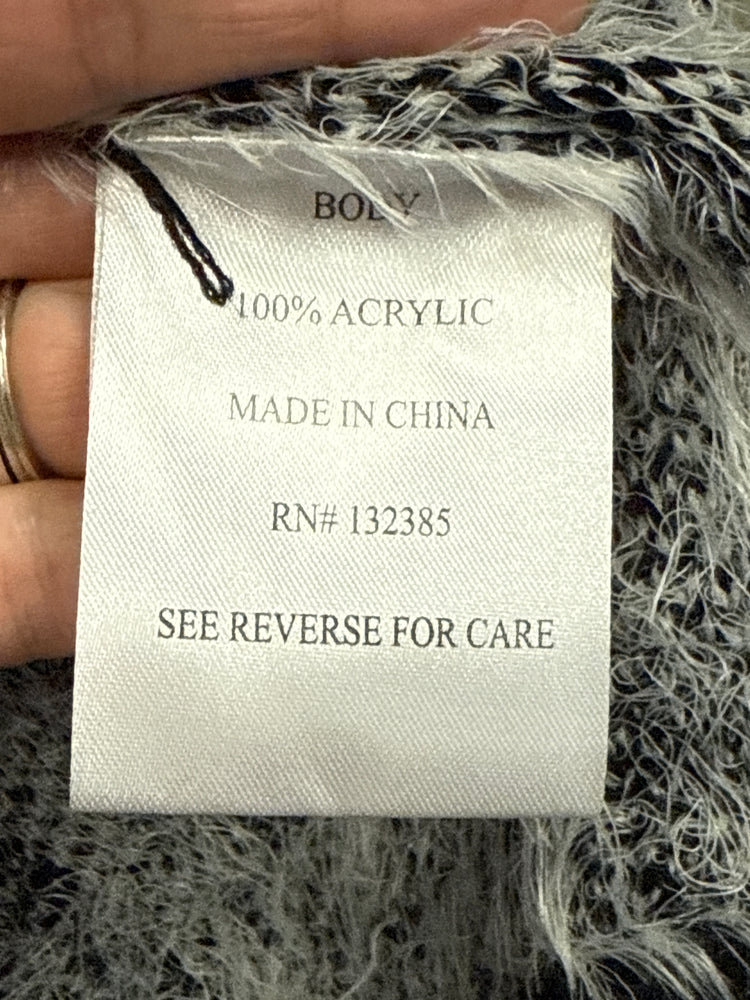 BODY
100% ACRYLIC
MADE IN CHINA
RN# 132385
SEE REVERSE FOR CARE